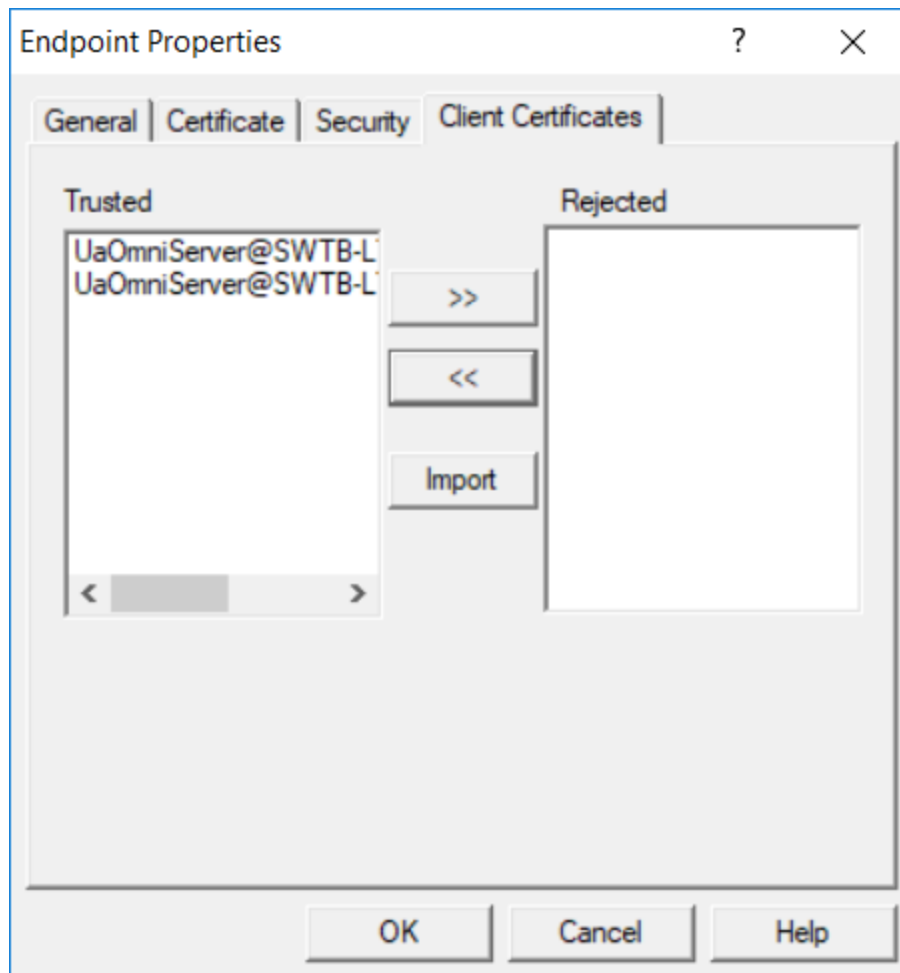 Endpoint Properties ?
General Certificate Security Client Certificates
Trusted Rejected
UaOmniServer@SWTB-L
UaOmniServer@SWTB-L
>>
<<
Import
< >
OK Cancel Help